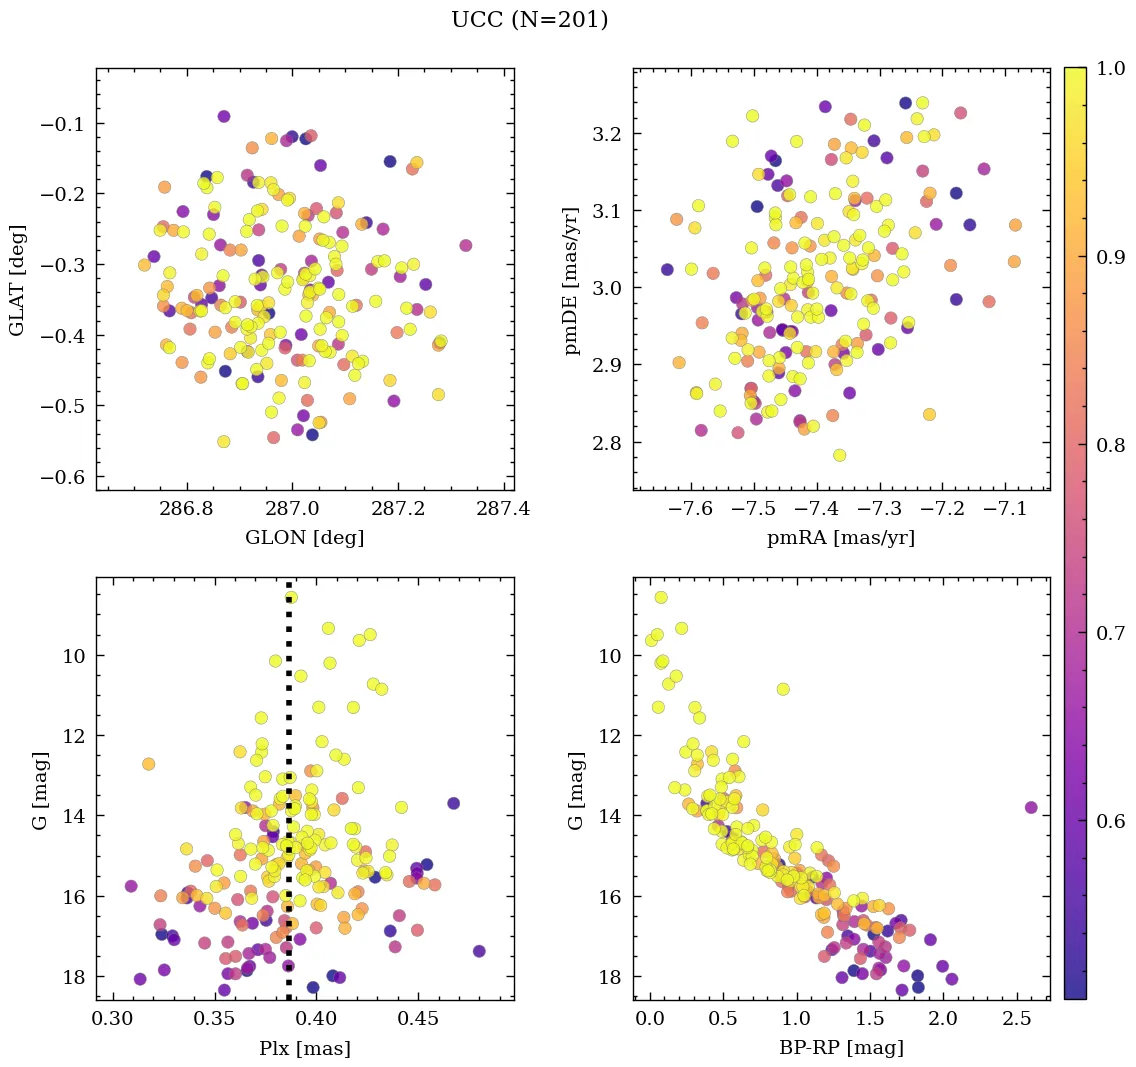 UCC (N=201)
−0.1
−0.2
−0.3
−0.4
−0.5
−0.6
GLAT [deg]
286.8 287.0 287.2 287.4
GLON [deg]
3.2
3.1
3.0
2.9
2.8
pmDE [mas/yr]
−7.6 −7.5 −7.4 −7.3 −7.2 −7.1
pmRA [mas/yr]
10
12
14
16
18
G [mag]
0.30 0.35 0.40 0.45
Plx [mas]
10
12
14
16
18
G [mag]
0.0 0.5 1.0 1.5 2.0 2.5
BP-RP [mag]
1.0
0.9
0.8
0.7
0.6